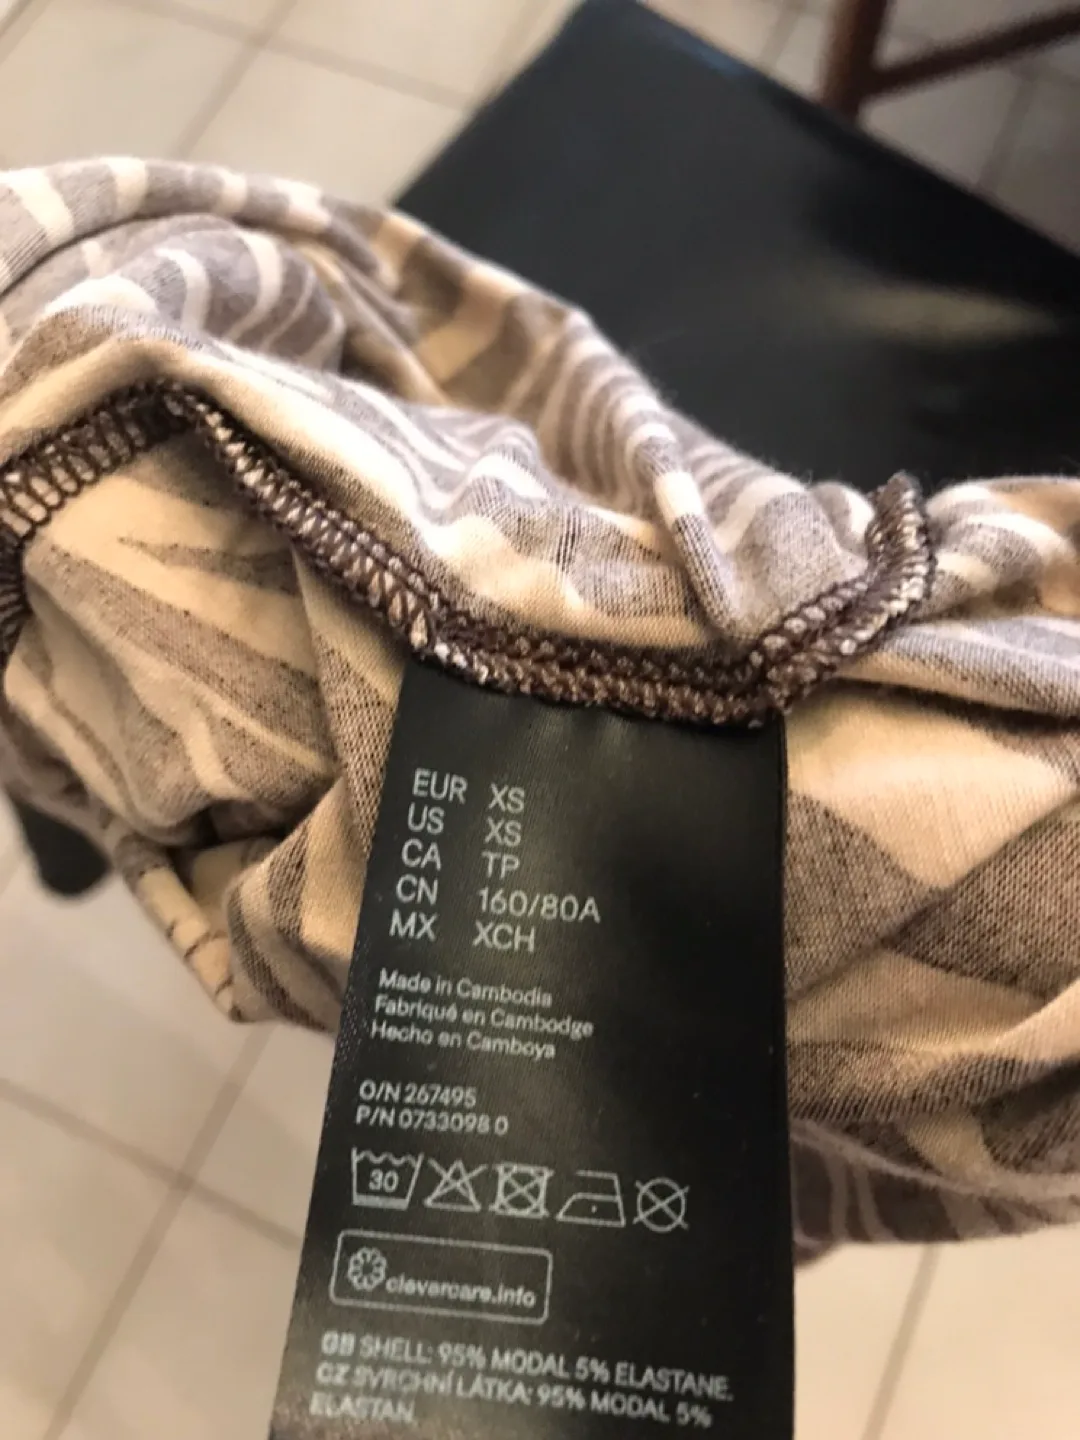 EUR XS
US XS
CA TP
CN 160/80A
MX XCH
Made in Cambodia
Fabriqué en Cambodge
Hecho en Camboya
O/N 267495
P/N 0733098 0
30
clevercare.info
GB SHELL: 95% MODAL 5% ELASTANE.
CZ SVRCHNÍ LÁTKA: 95% MODAL 5%
ELASTAN.